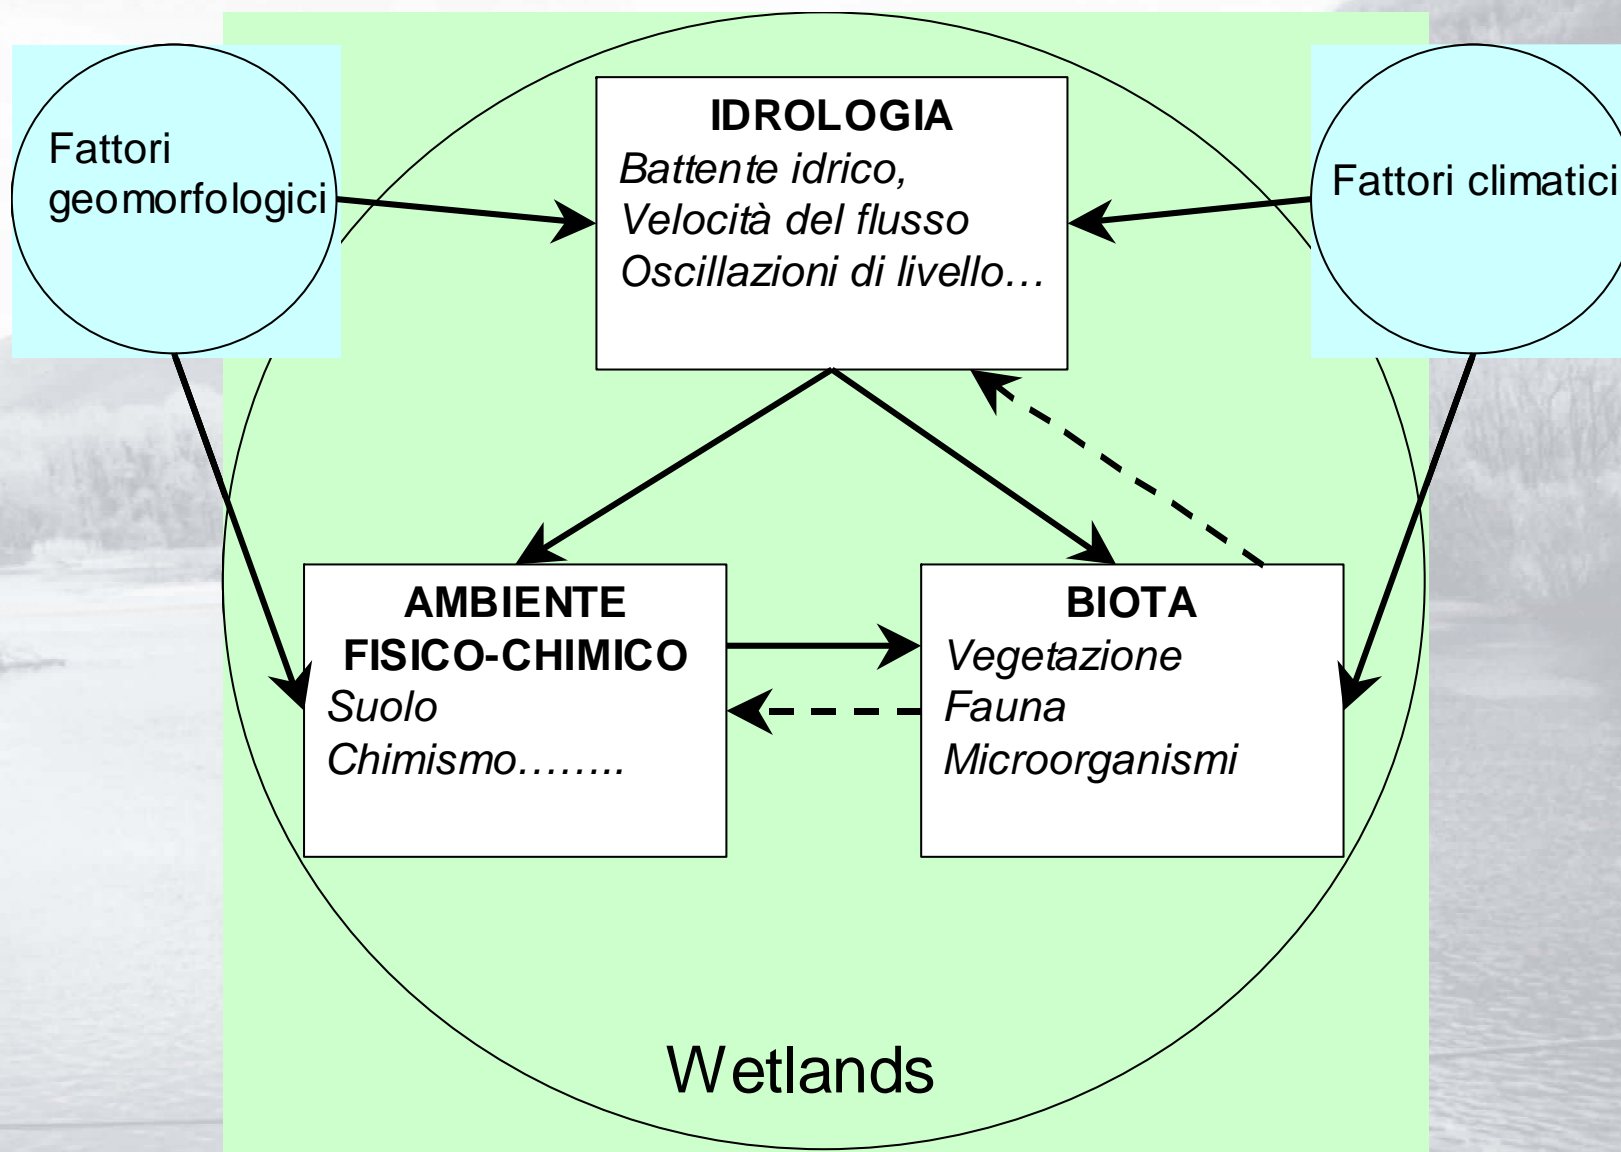 Fattori
geomorfologici
IDROLOGIA
Battente idrico,
Velocità del flusso
Oscillazioni di livello…
Fattori climatici
AMBIENTE
FISICO-CHIMICO
Suolo
Chimismo……..
BIOTA
Vegetazione
Fauna
Microorganismi
Wetlands